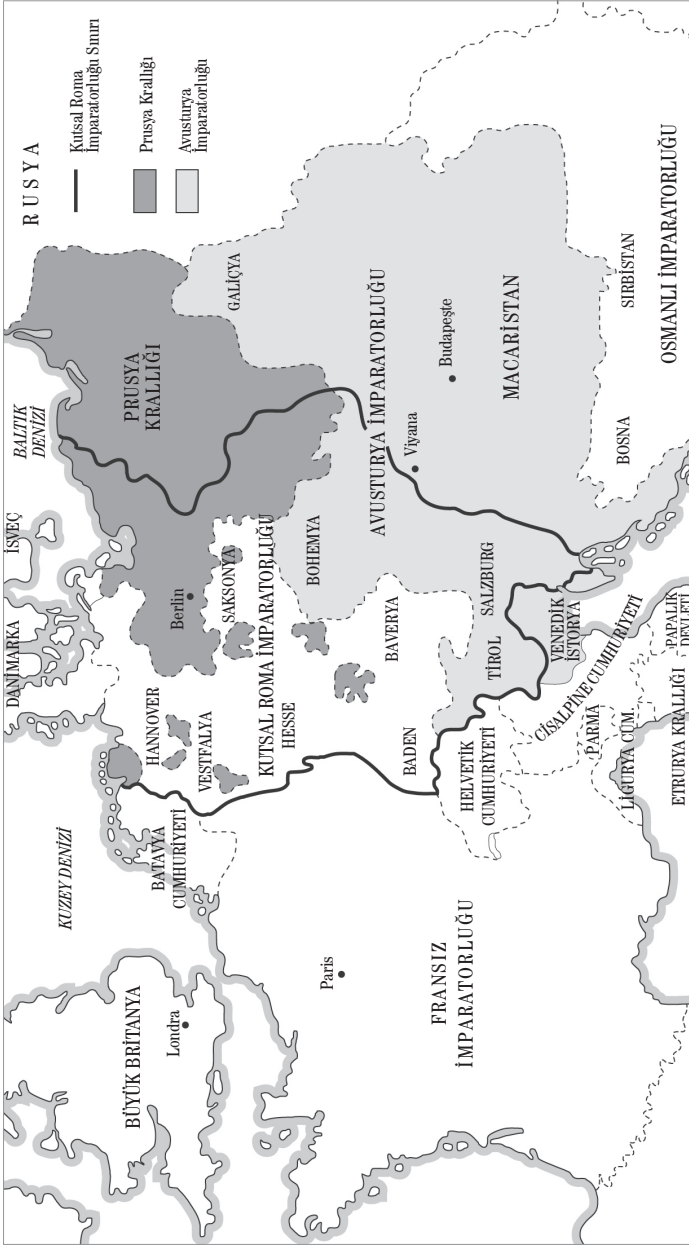 RUSYA
Kutsal Roma
İmparatorluğu Sınırı
Prusya Krallığı
Avusturya
İmparatorluğu
BALTIK
DENİZİ
İSVEÇ
DANİMARKA
KUZEY DENİZİ
BÜYÜK BRİTANYA
Londra
BATAVYA
CUMHURİYETİ
HANNOVER
VESTFALYA
Berlin
PRUSYA
KRALLIĞI
SAKSONYA
KUTSAL ROMA İMPARATORLUĞU
HESSE
BOHEMYA
GALİÇYA
AVUSTURYA İMPARATORLUĞU
Viyana
Budapeşte
MACARİSTAN
BAVERYA
BADEN
SALZBURG
TİROL
Paris
FRANSIZ
İMPARATORLUĞU
HELVETİK
CUMHURİYETİ
VENEDİK
İSTORYA
CİSALPİNE CUMHURİYETİ
PARMA
LİGURYA CUM.
ETRURYA KRALLIĞI
PAPALIK
DEVLETİ
BOSNA
SIRBİSTAN
OSMANLI İMPARATORLUĞU